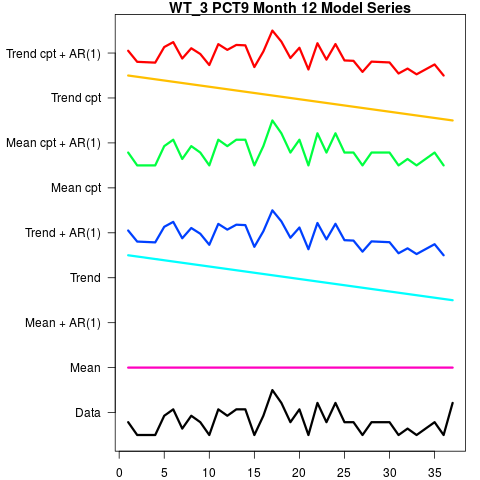 WT_3 PCT9 Month 12 Model Series
Trend cpt + AR(1)
Trend cpt
Mean cpt + AR(1)
Mean cpt
Trend + AR(1)
Trend
Mean + AR(1)
Mean
Data
0 5 10 15 20 25 30 35